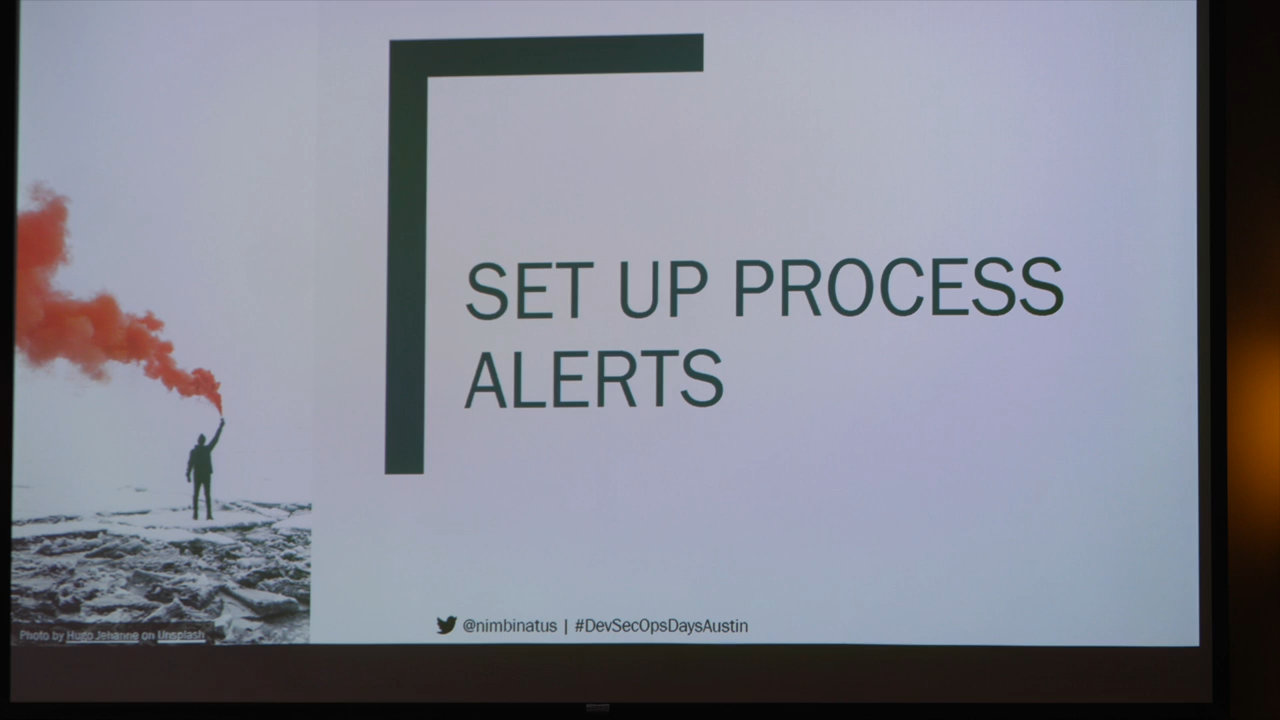 SET UP PROCESS
ALERTS
Photo by Hugo Jehanne on Unsplash
@nimbinatus | #DevSecOpsDaysAustin